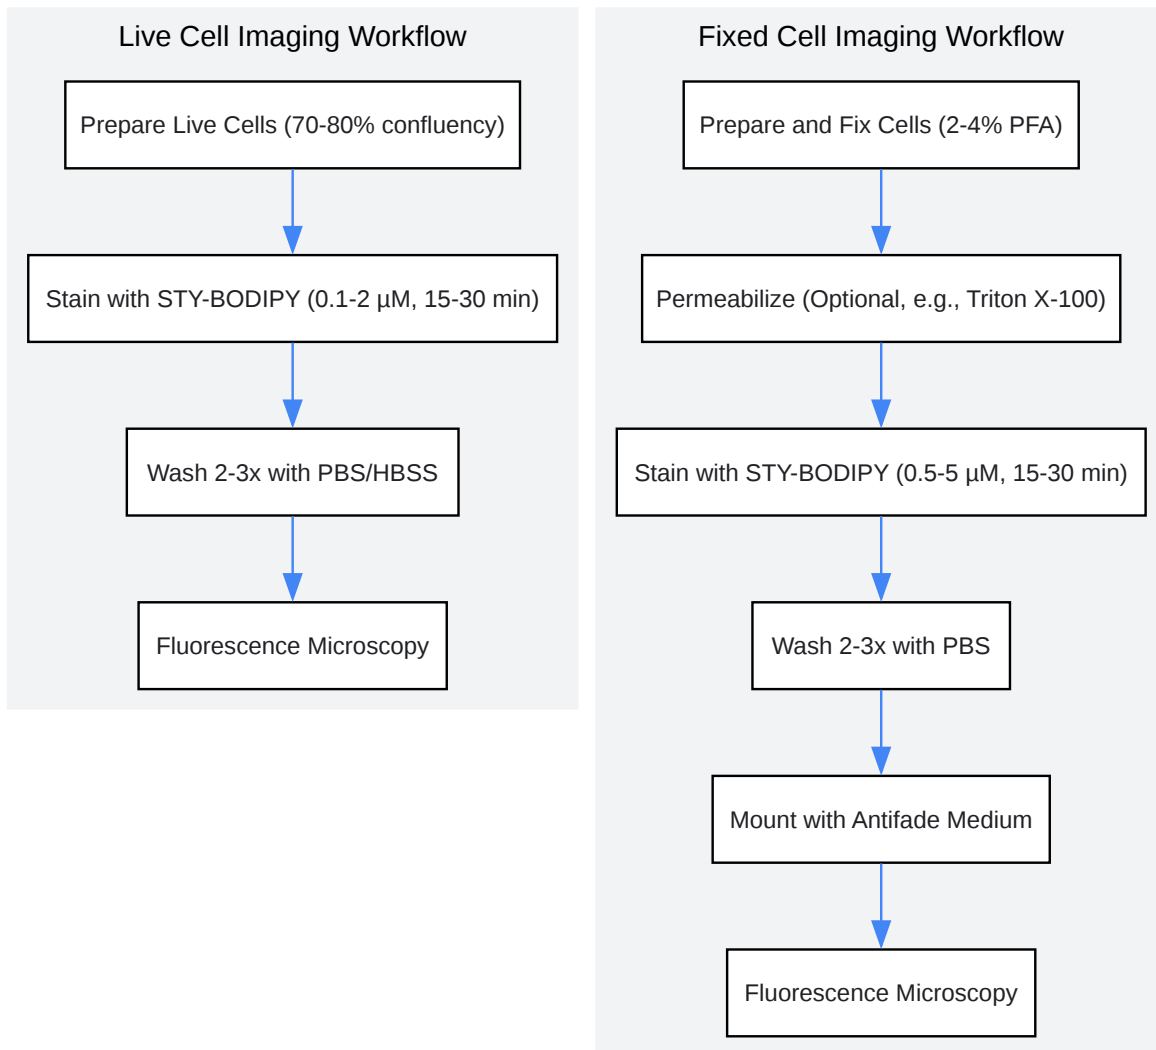 Live Cell Imaging Workflow
Prepare Live Cells (70-80% confluency)
Stain with STY-BODIPY (0.1-2 µM, 15-30 min)
Wash 2-3x with PBS/HBSS
Fluorescence Microscopy
Fixed Cell Imaging Workflow
Prepare and Fix Cells (2-4% PFA)
Permeabilize (Optional, e.g., Triton X-100)
Stain with STY-BODIPY (0.5-5 µM, 15-30 min)
Wash 2-3x with PBS
Mount with Antifade Medium
Fluorescence Microscopy